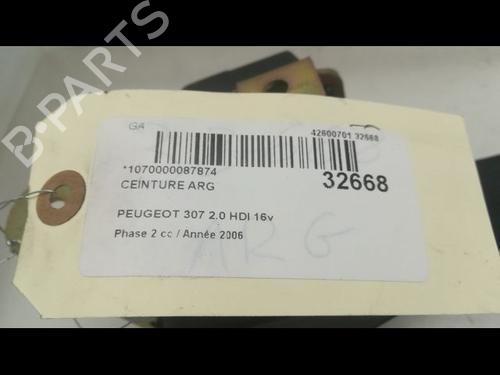 B-PARTS
GA
42600701 32668
*1070000087874
32668
CEINTURE ARG
PEUGEOT 307 2.0 HDI 16v
Phase 2 cc / Année 2006
ARG